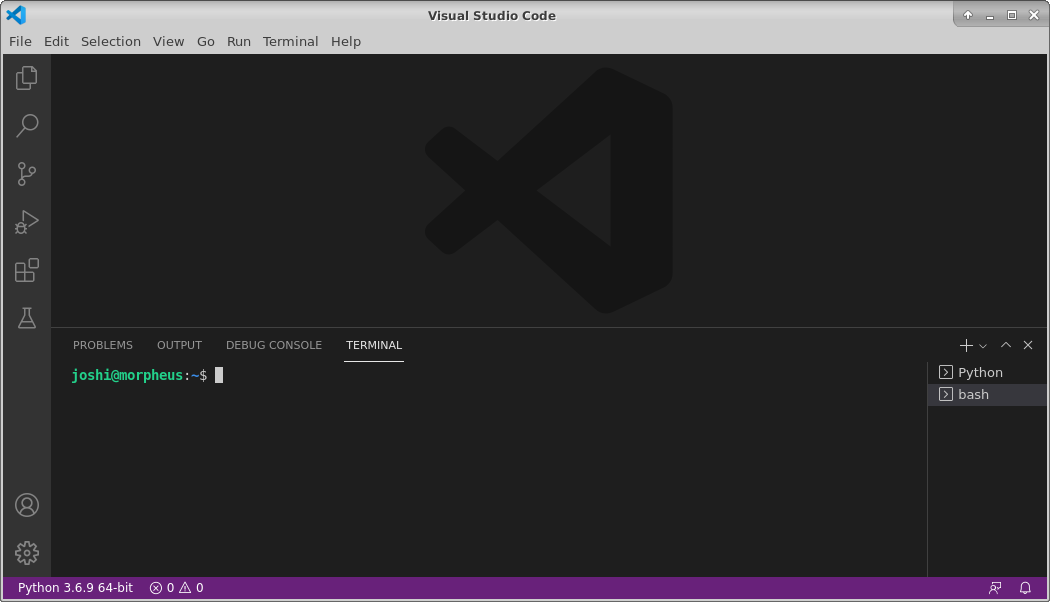 Visual Studio Code
File Edit Selection View Go Run Terminal Help
PROBLEMS OUTPUT DEBUG CONSOLE TERMINAL
joshi@morpheus:~$
Python
bash
Python 3.6.9 64-bit 0 0